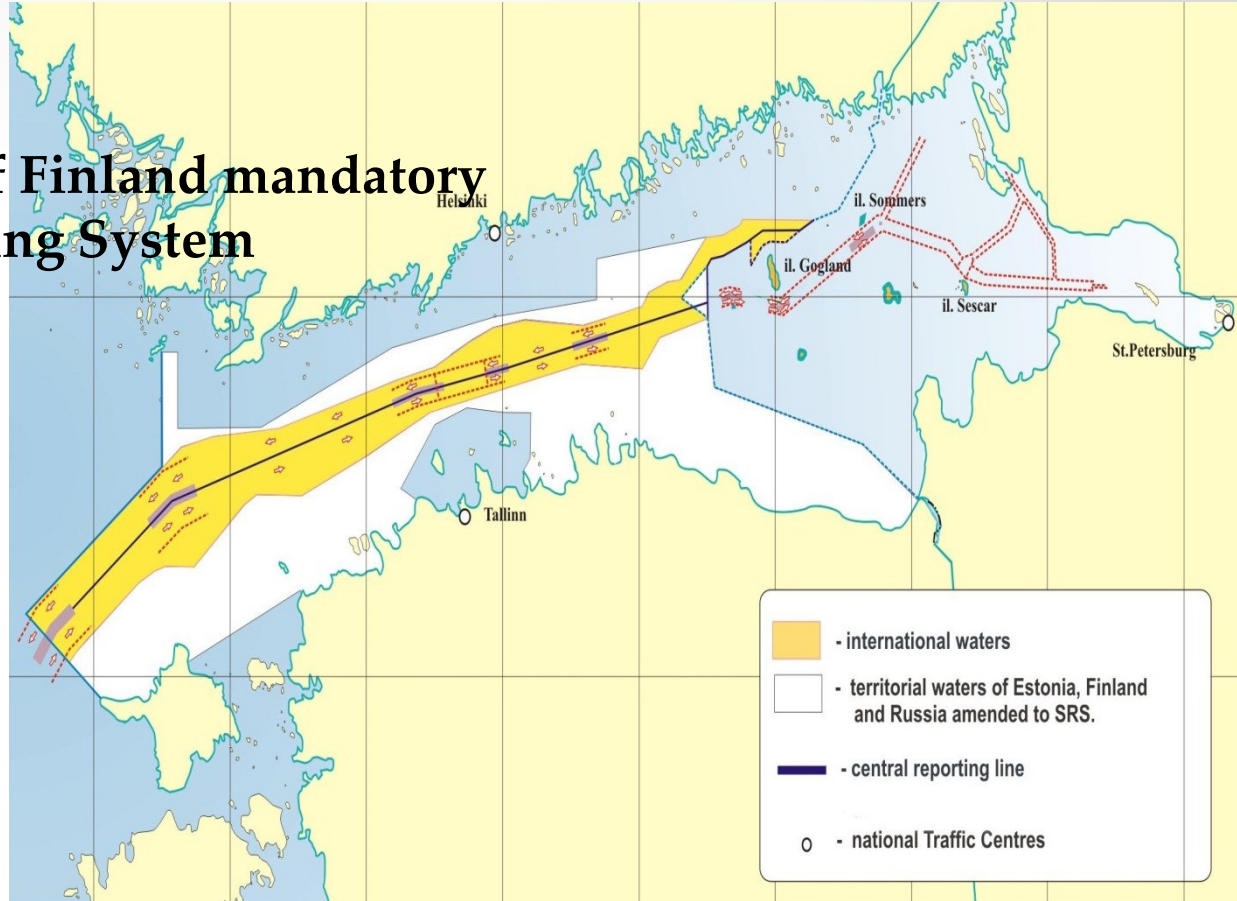 f Finland mandatory
ng System
Helsinki
il. Sommers
il. Gogland
il. Sescar
St.Petersburg
Tallinn
- international waters
- territorial waters of Estonia, Finland
and Russia amended to SRS.
- central reporting line
- national Traffic Centres